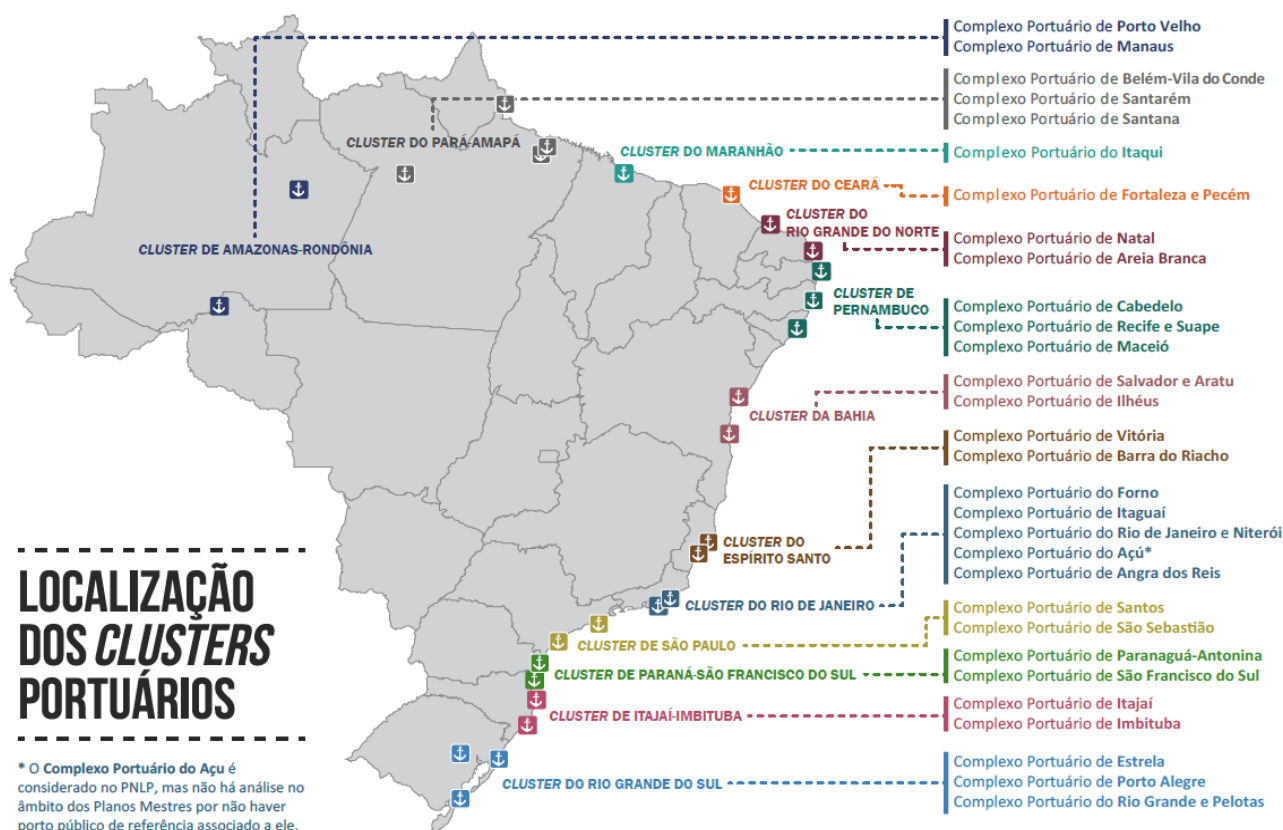 Complexo Portuário de Porto Velho
Complexo Portuário de Manaus
Complexo Portuário de Belém-Vila do Conde
Complexo Portuário de Santarém
Complexo Portuário de Santana
CLUSTER DO PARÁ-AMAPÁ
CLUSTER DO MARANHÃO
Complexo Portuário do Itaqui
CLUSTER DO CEARÁ
Complexo Portuário de Fortaleza e Pecém
CLUSTER DO
RIO GRANDE DO NORTE
Complexo Portuário de Natal
Complexo Portuário de Areia Branca
CLUSTER DE AMAZONAS-RONDÔNIA
CLUSTER DE
PERNAMBUCO
Complexo Portuário de Cabedelo
Complexo Portuário de Recife e Suape
Complexo Portuário de Maceió
CLUSTER DA BAHIA
Complexo Portuário de Salvador e Aratu
Complexo Portuário de Ilhéus
CLUSTER DO
ESPÍRITO SANTO
Complexo Portuário de Vitória
Complexo Portuário de Barra do Riacho
CLUSTER DO RIO DE JANEIRO
Complexo Portuário do Forno
Complexo Portuário de Itaguaí
Complexo Portuário do Rio de Janeiro e Niterói
Complexo Portuário do Açú*
Complexo Portuário de Angra dos Reis
CLUSTER DE SÃO PAULO
Complexo Portuário de Santos
Complexo Portuário de São Sebastião
CLUSTER DE PARANÁ-SÃO FRANCISCO DO SUL
Complexo Portuário de Paranaguá-Antonina
Complexo Portuário de São Francisco do Sul
CLUSTER DE ITAJAÍ-IMBITUBA
Complexo Portuário de Itajaí
Complexo Portuário de Imbituba
CLUSTER DO RIO GRANDE DO SUL
Complexo Portuário de Estrela
Complexo Portuário de Porto Alegre
Complexo Portuário do Rio Grande e Pelotas
LOCALIZAÇÃO
DOS CLUSTERS
PORTUÁRIOS
* O Complexo Portuário do Açu é
considerado no PNLP, mas não há análise no
âmbito dos Planos Mestres por não haver
porto público de referência associado a ele.